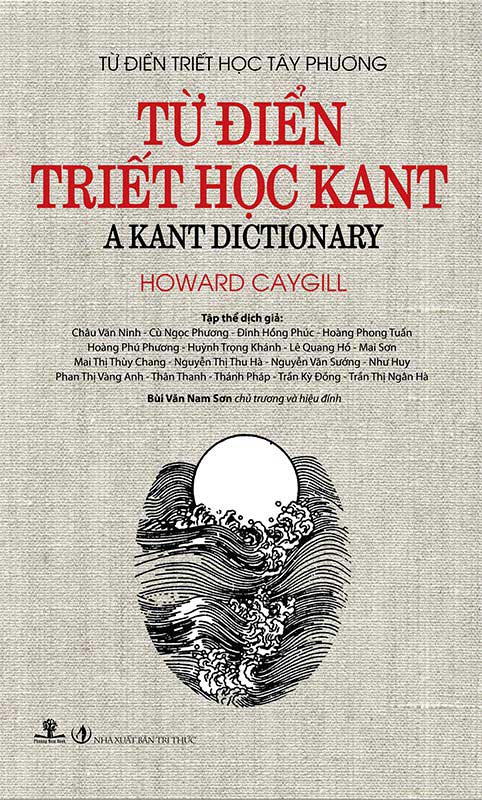 TỪ ĐIỂN TRIẾT HỌC TÂY PHƯƠNG
TỪ ĐIỂN
TRIẾT HỌC KANT
A KANT DICTIONARY
HOWARD CAYGILL
Tập thể dịch giả:
Châu Văn Ninh - Cù Ngọc Phương - Đinh Hồng Phúc - Hoàng Phong Tuấn
Hoàng Phú Phương - Huỳnh Trọng Khánh - Lê Quang Hồ - Mai Sơn
Mai Thị Thùy Chang - Nguyễn Thị Thu Hà - Nguyễn Văn Sướng - Như Huy
Phan Thị Vàng Anh - Thân Thanh - Thánh Pháp - Trần Kỳ Đồng - Trần Thị Ngân Hà
Bùi Văn Nam Sơn chủ trương và hiệu đính
Phuong Nam Book
NHÀ XUẤT BẢN TRI THỨC